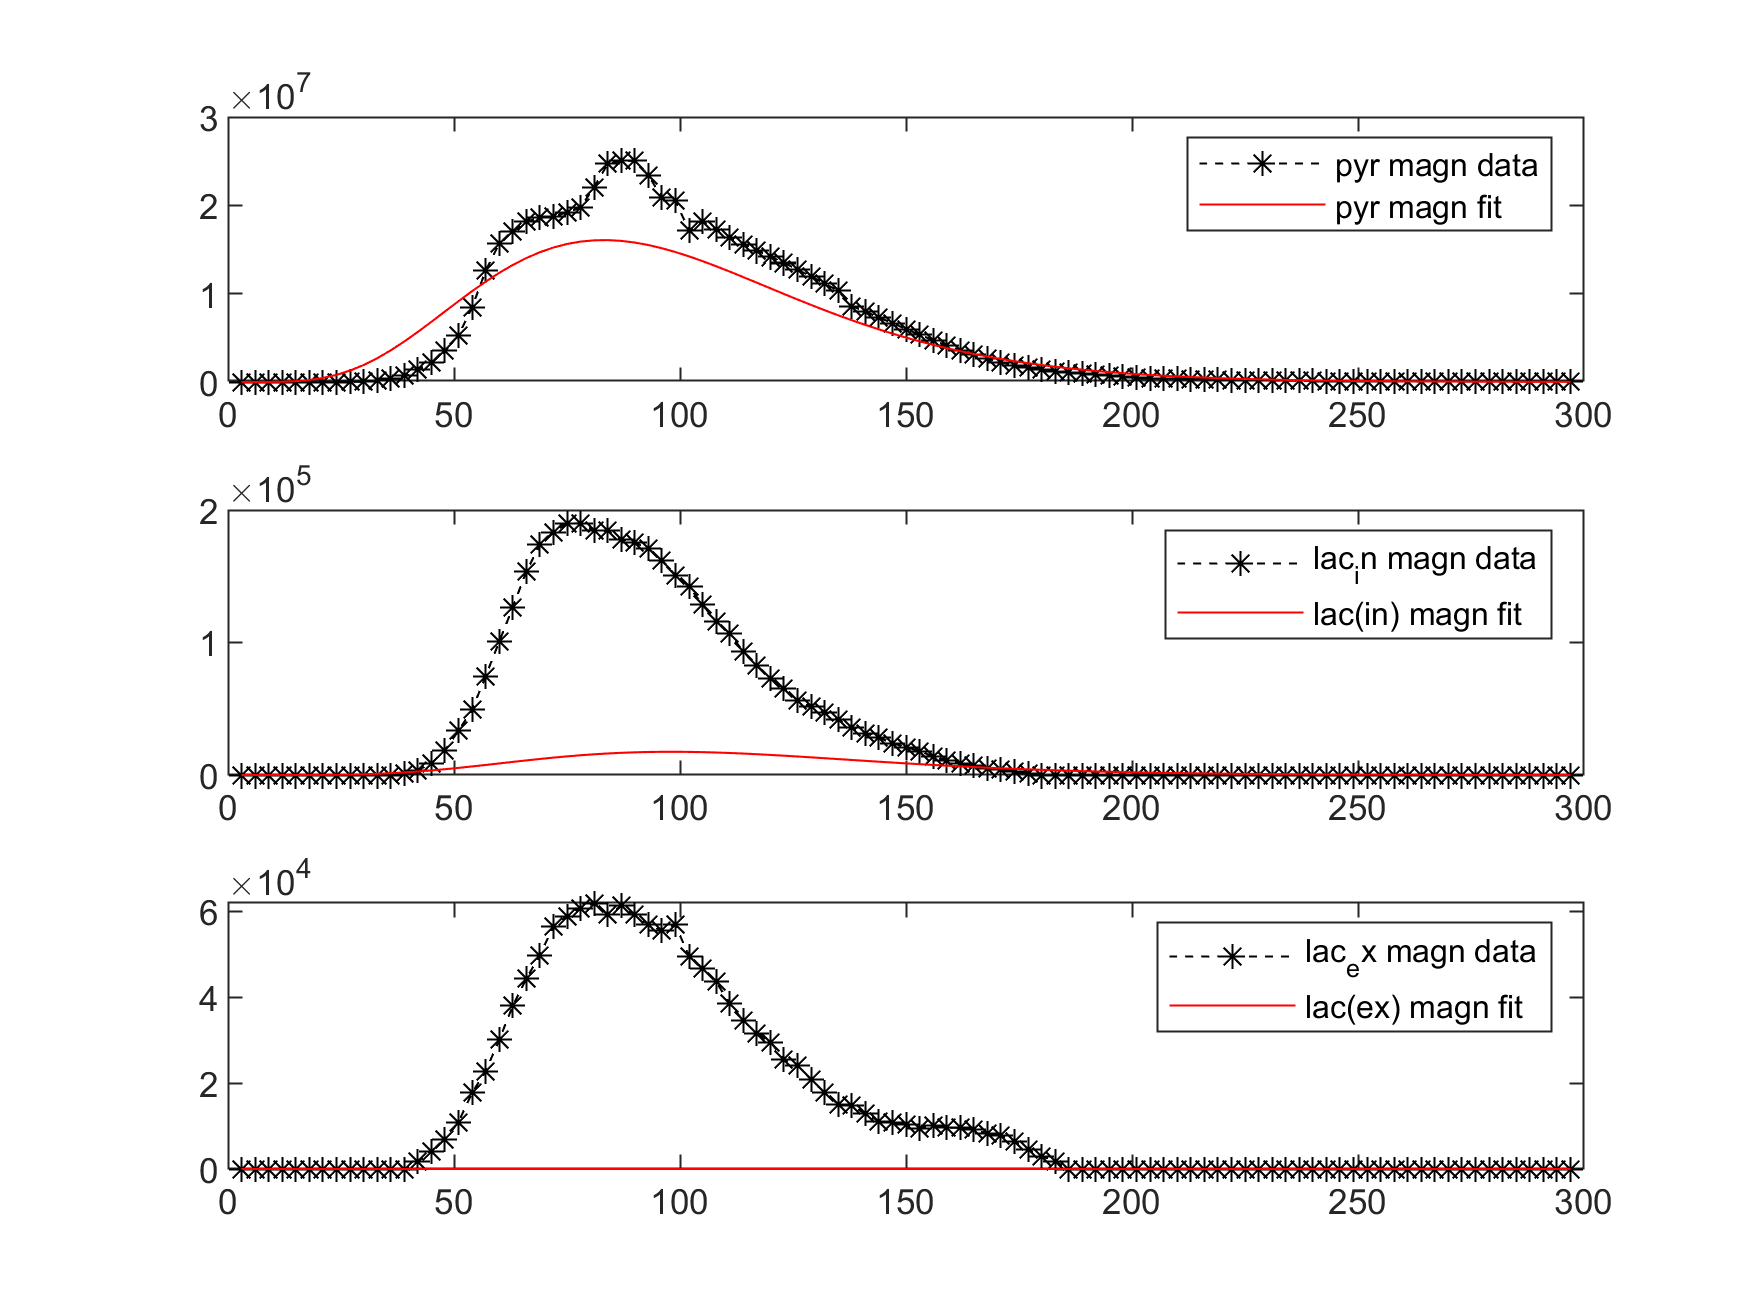 ×10^7
3
2
1
0
0 50 100 150 200 250 300
pyr magn data
pyr magn fit
×10^5
2
1
0
0 50 100 150 200 250 300
lac_in magn data
lac(in) magn fit
×10^4
6
4
2
0
0 50 100 150 200 250 300
lac_ex magn data
lac(ex) magn fit